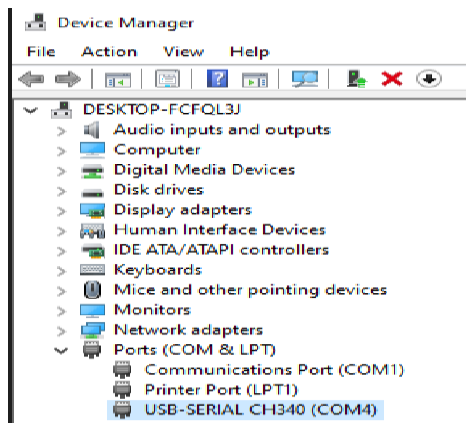 Device Manager
File Action View Help
DESKTOP-FCFQL3J
Audio inputs and outputs
Computer
Digital Media Devices
Disk drives
Display adapters
Human Interface Devices
IDE ATA/ATAPI controllers
Keyboards
Mice and other pointing devices
Monitors
Network adapters
Ports (COM & LPT)
Communications Port (COM1)
Printer Port (LPT1)
USB-SERIAL CH340 (COM4)